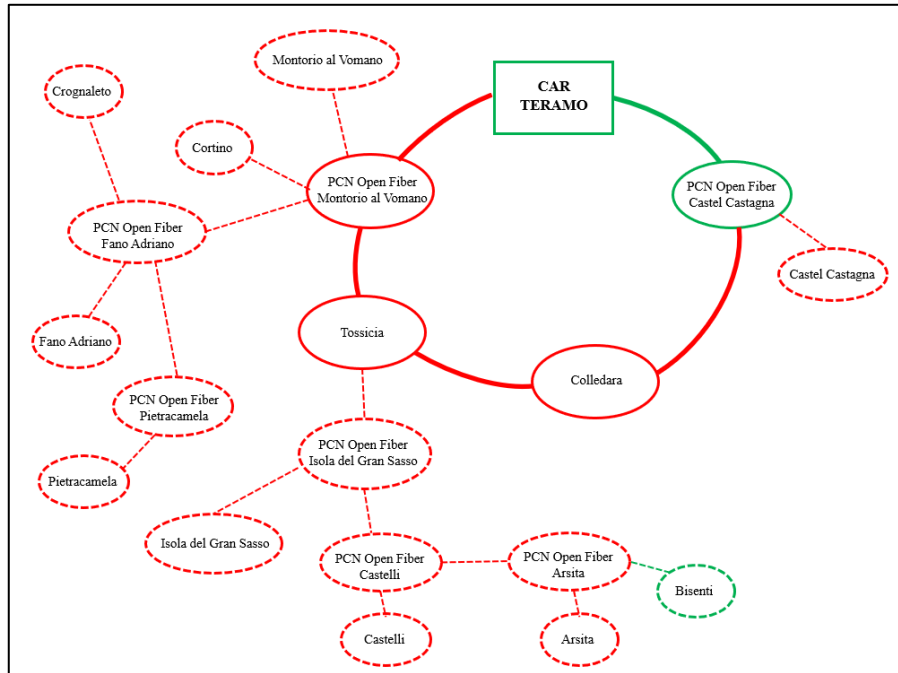 Montorio al Vomano
CAR
TERAMO
Crognaleto
Cortino
PCN Open Fiber
Montorio al Vomano
PCN Open Fiber
Castel Castagna
PCN Open Fiber
Fano Adriano
Castel Castagna
Tossicia
Fano Adriano
Colledara
PCN Open Fiber
Pietracamela
PCN Open Fiber
Isola del Gran Sasso
Pietracamela
Isola del Gran Sasso
PCN Open Fiber
Castelli
PCN Open Fiber
Arsita
Bisenti
Castelli
Arsita